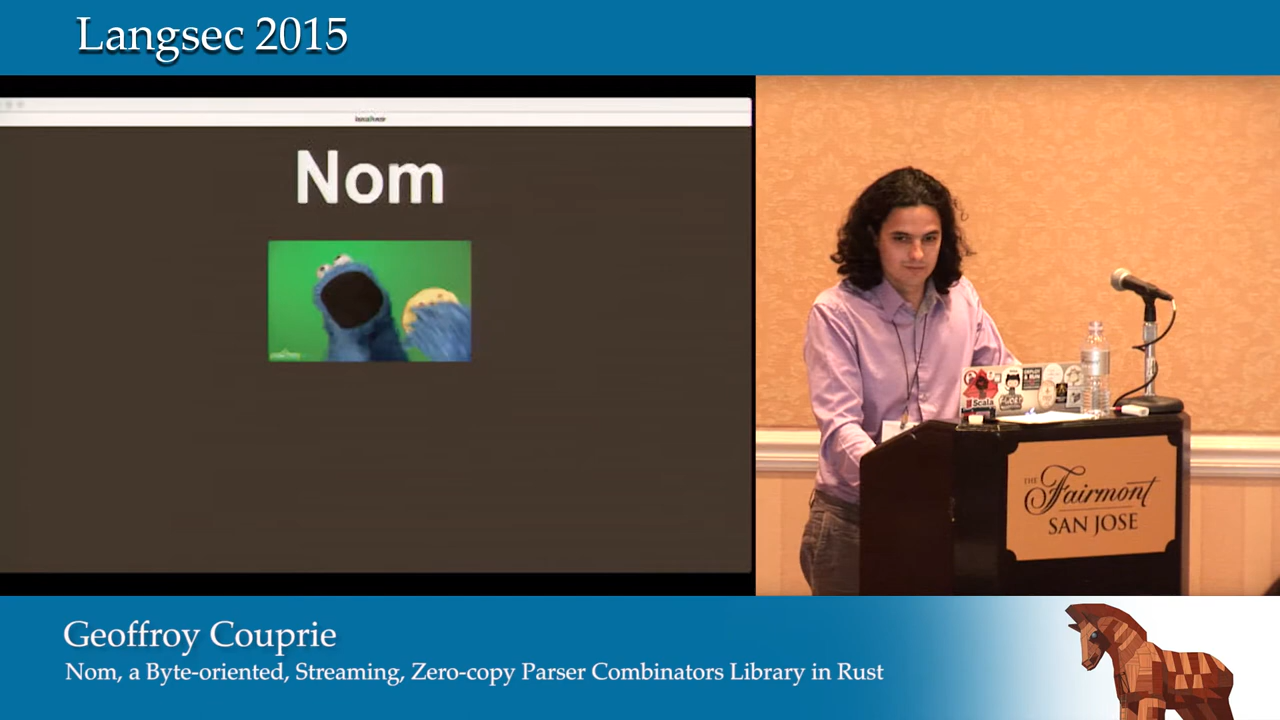 Langsec 2015
Nom
THE
Fairmont
SAN JOSE
Scala
Geoffroy Couprie
Nom, a Byte-oriented, Streaming, Zero-copy Parser Combinators Library in Rust